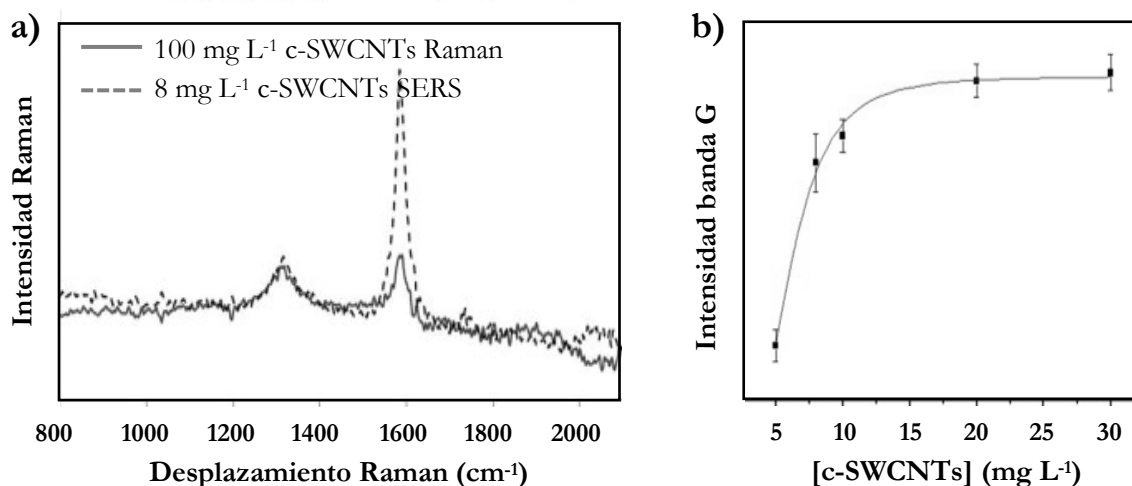 a)
100 mg L-1 c-SWCNTs Raman
8 mg L-1 c-SWCNTs SERS
Intensidad Raman
800 1000 1200 1400 1600 1800 2000
Desplazamiento Raman (cm-1)
b)
Intensidad banda G
5 10 15 20 25 30
[c-SWCNTs] (mg L-1)